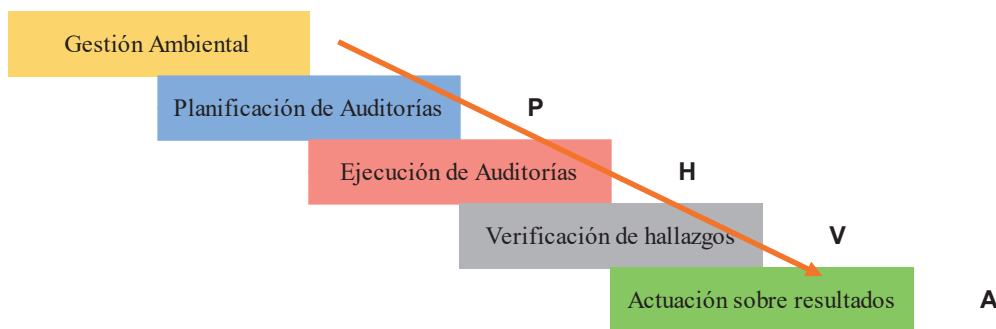 Gestión Ambiental
Planificación de Auditorías P
Ejecución de Auditorías H
Verificación de hallazgos V
Actuación sobre resultados A